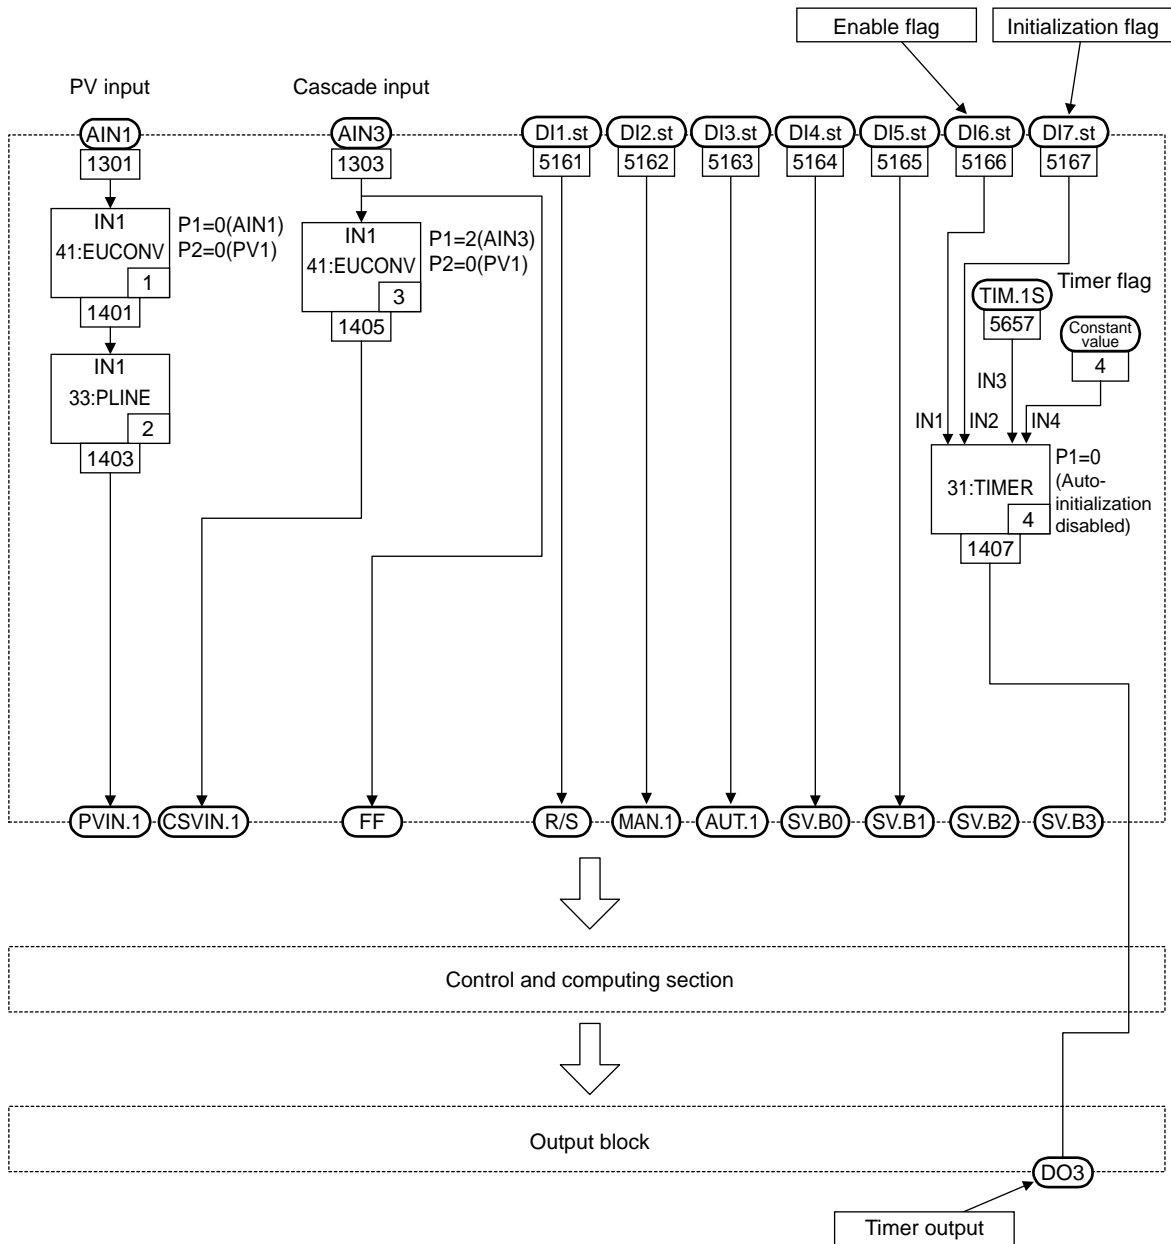 Enable flag
Initialization flag
PV input
Cascade input
AIN1
AIN3
DI1.st
DI2.st
DI3.st
DI4.st
DI5.st
DI6.st
DI7.st
1301
1303
5161
5162
5163
5164
5165
5166
5167
IN1
41:EUCONV
1
P1=0(AIN1)
P2=0(PV1)
1401
IN1
41:EUCONV
3
P1=2(AIN3)
P2=0(PV1)
1405
IN1
33:PLINE
2
1403
TIM.1S
Timer flag
5657
Constant
value
4
IN3
IN1
IN2
IN4
31:TIMER
4
P1=0
(Auto-
initialization
disabled)
1407
PVIN.1
CSVIN.1
FF
R/S
MAN.1
AUT.1
SV.B0
SV.B1
SV.B2
SV.B3
Control and computing section
Output block
DO3
Timer output